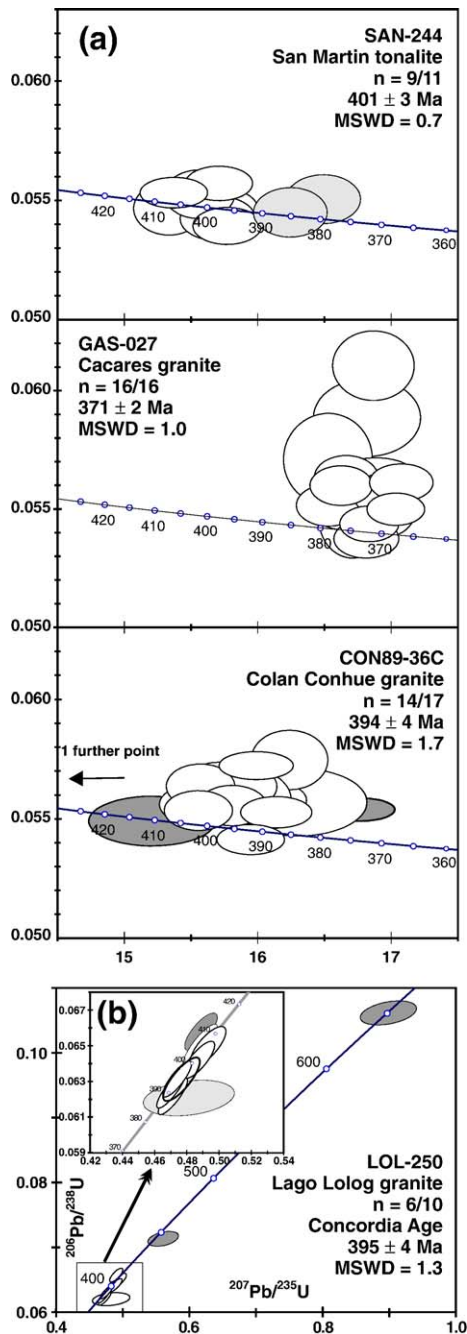 (a)
SAN-244
San Martin tonalite
n = 9/11
401 ± 3 Ma
MSWD = 0.7
0.060
0.055
0.050
420 410 400 390 380 370 360
GAS-027
Cacares granite
n = 16/16
371 ± 2 Ma
MSWD = 1.0
0.060
0.055
0.050
420 410 400 390 380 370
CON89-36C
Colan Conhue granite
n = 14/17
394 ± 4 Ma
MSWD = 1.7
1 further point
0.060
0.055
0.050
420 410 400 390 380 370 360
15 16 17
(b)
0.067
0.065
0.063
0.061
0.059
420
410
400
390
380
370
0.42 0.44 0.46 0.48 0.50 0.52 0.54
0.10
0.08
0.06
600
500
400
LOL-250
Lago Lolog granite
n = 6/10
Concordia Age
395 ± 4 Ma
MSWD = 1.3
206Pb/238U
207Pb/235U
0.4 0.6 0.8 1.0